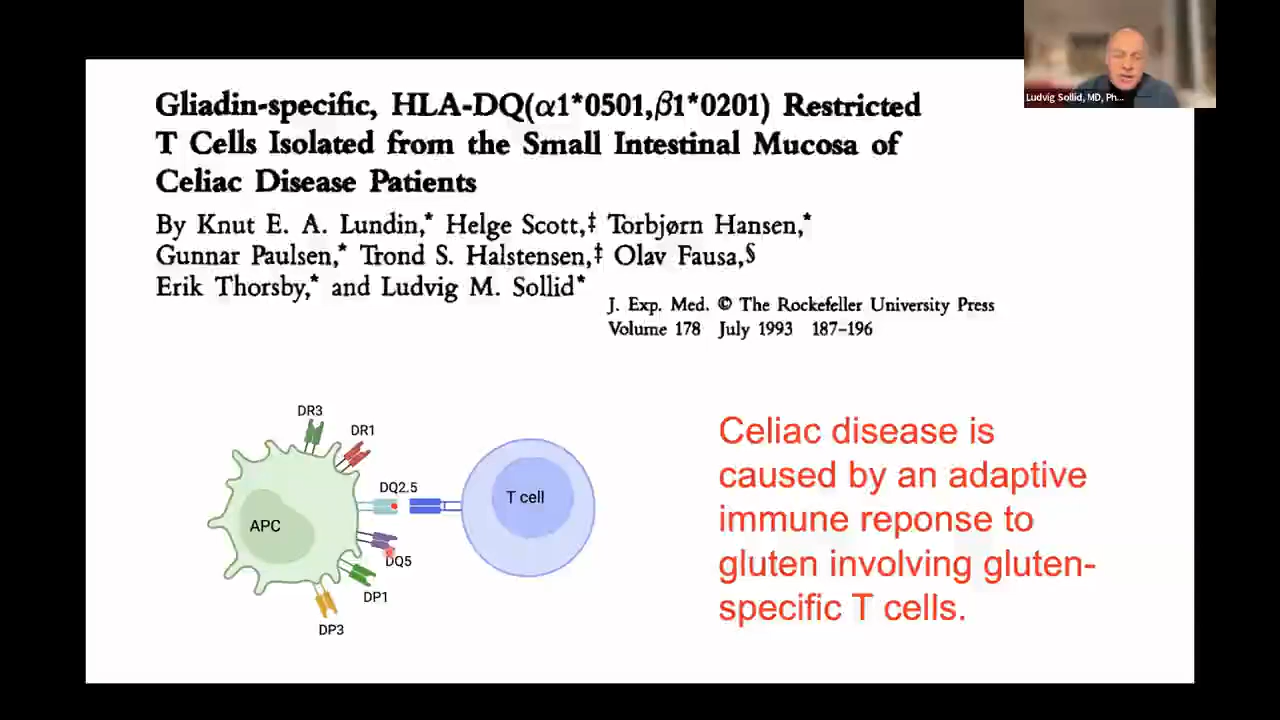 Ludvig Sollid, MD, Ph...
Gliadin-specific, HLA-DQ(α1*0501,β1*0201) Restricted
T Cells Isolated from the Small Intestinal Mucosa of
Celiac Disease Patients
By Knut E. A. Lundin,* Helge Scott,‡ Torbjørn Hansen,*
Gunnar Paulsen,* Trond S. Halstensen,‡ Olav Fausa,§
Erik Thorsby,* and Ludvig M. Sollid*
J. Exp. Med. © The Rockefeller University Press
Volume 178 July 1993 187-196
DR3
DR1
DQ2.5
T cell
APC
DQ5
DP1
DP3
Celiac disease is
caused by an adaptive
immune reponse to
gluten involving gluten-
specific T cells.